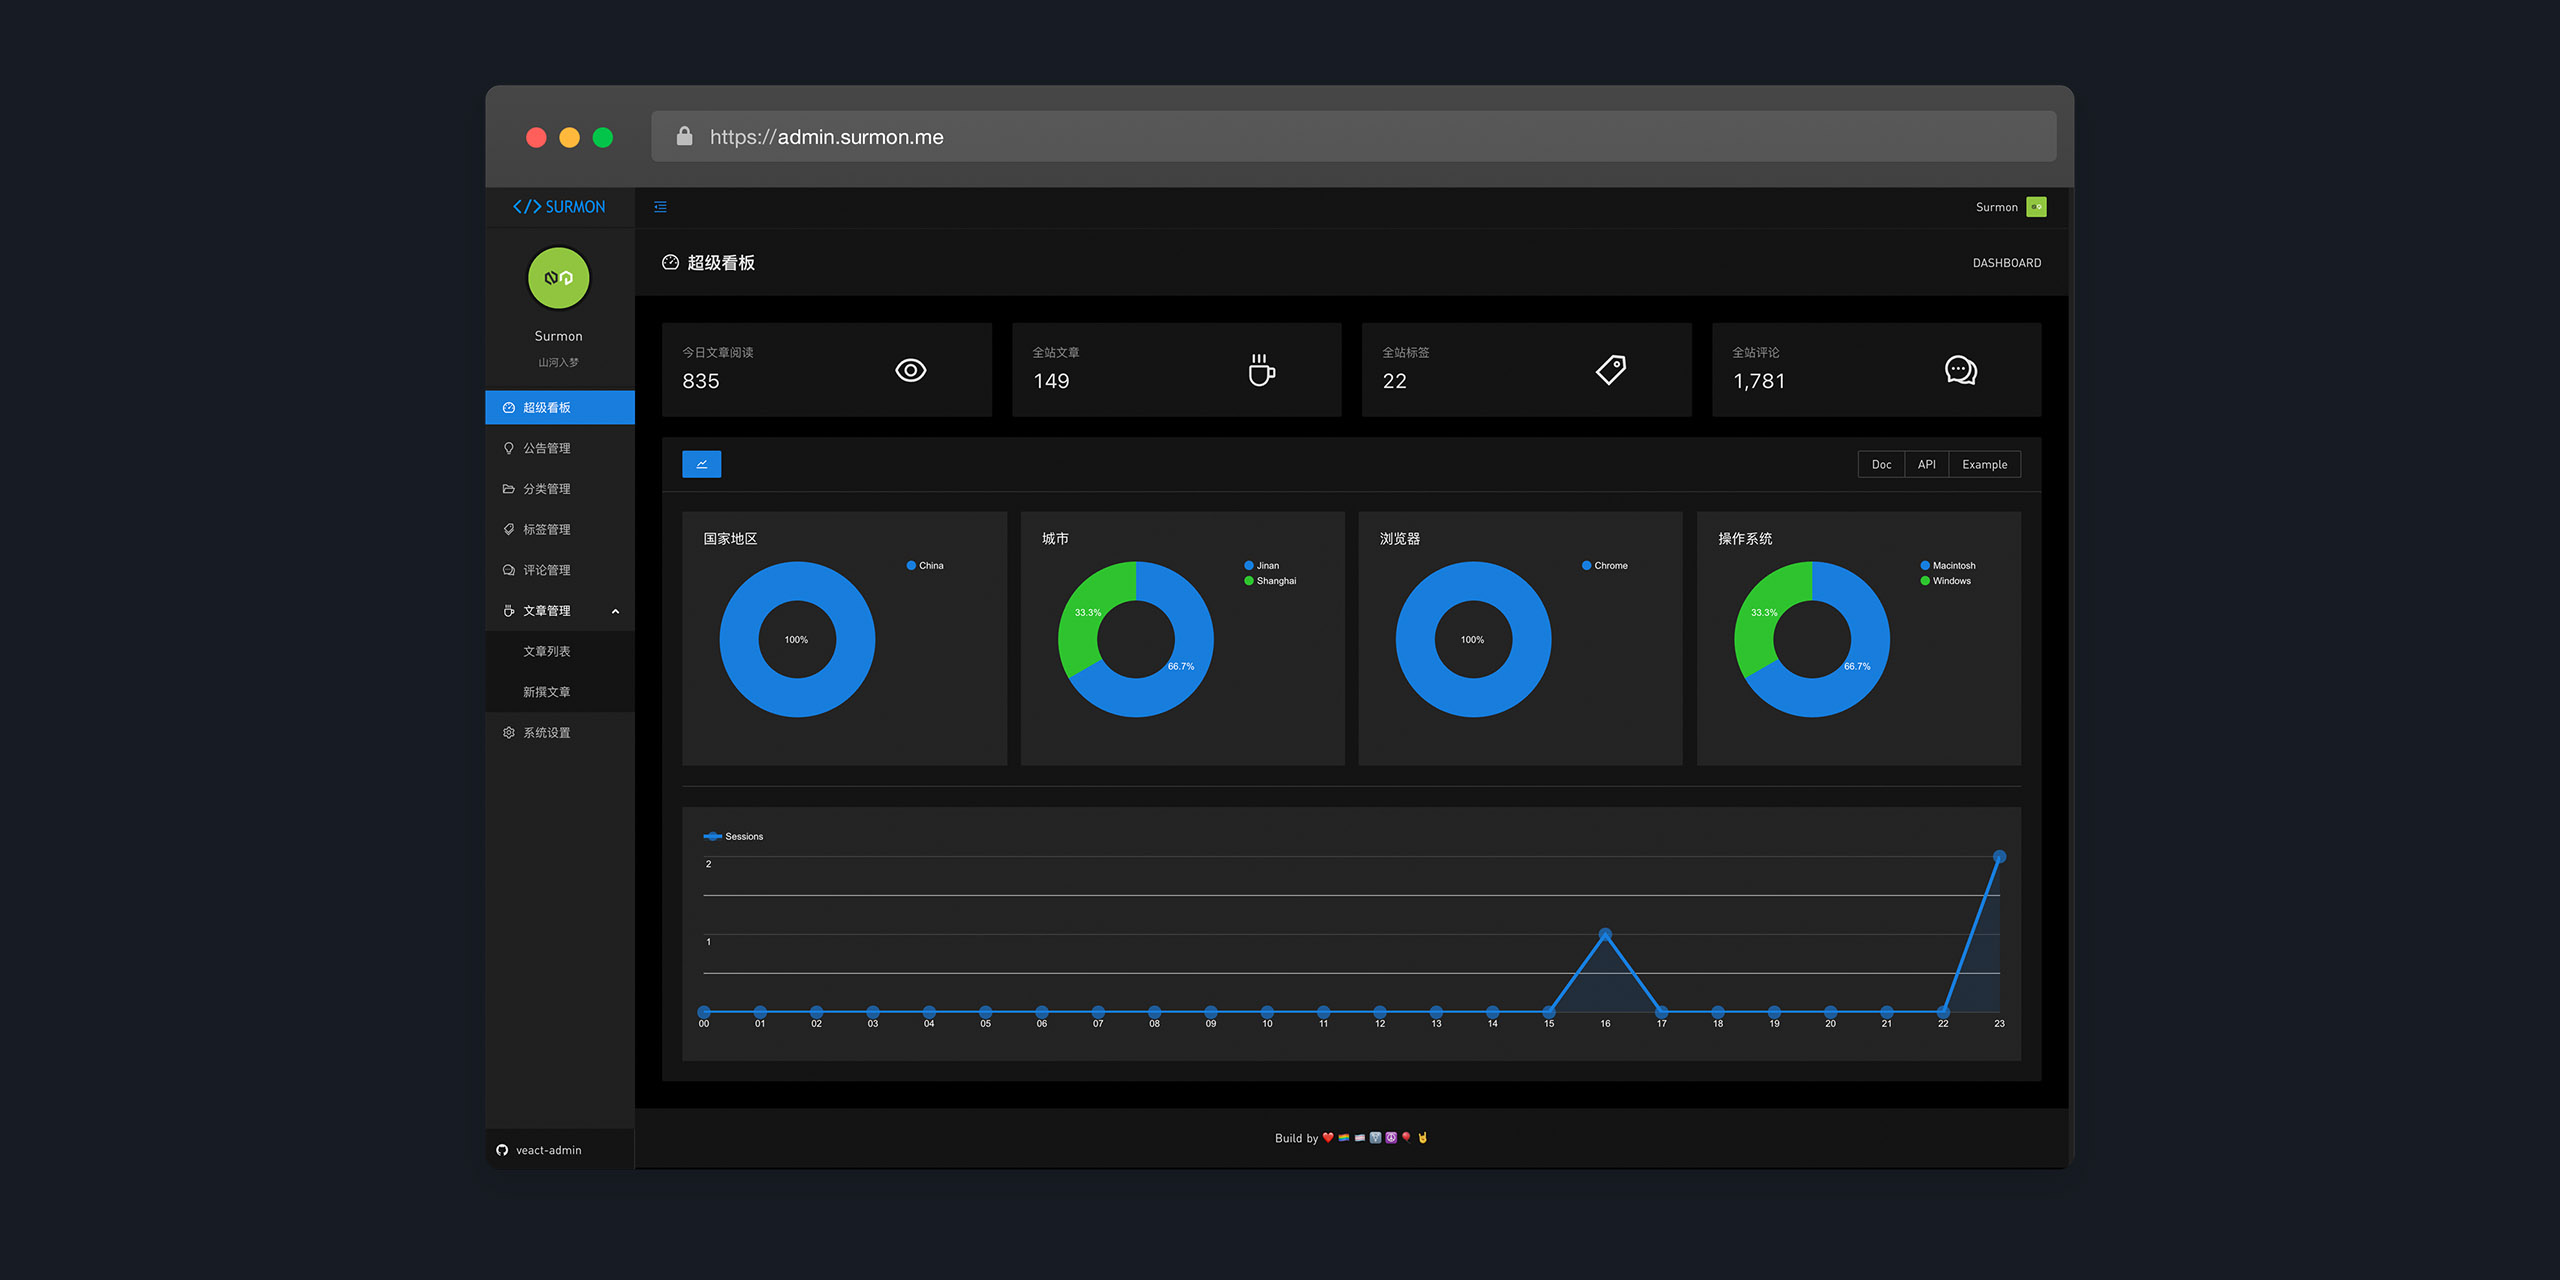 https://admin.surmon.me
</> SURMON
Surmon
Surmon
山河入梦
超级看板
公告管理
分类管理
标签管理
评论管理
文章管理
文章列表
新撰文章
系统设置
veact-admin
超级看板
DASHBOARD
今日文章阅读
835
全站文章
149
全站标签
22
全站评论
1,781
Doc
API
Example
国家地区
China
100%
城市
Jinan
Shanghai
33.3%
66.7%
浏览器
Chrome
100%
操作系统
Macintosh
Windows
33.3%
66.7%
Sessions
2
1
00 01 02 03 04 05 06 07 08 09 10 11 12 13 14 15 16 17 18 19 20 21 22 23
Build by ❤️ 🏳️‍🌈 🏳️‍⚧️ ♈ ☮️ 🎈 🤘